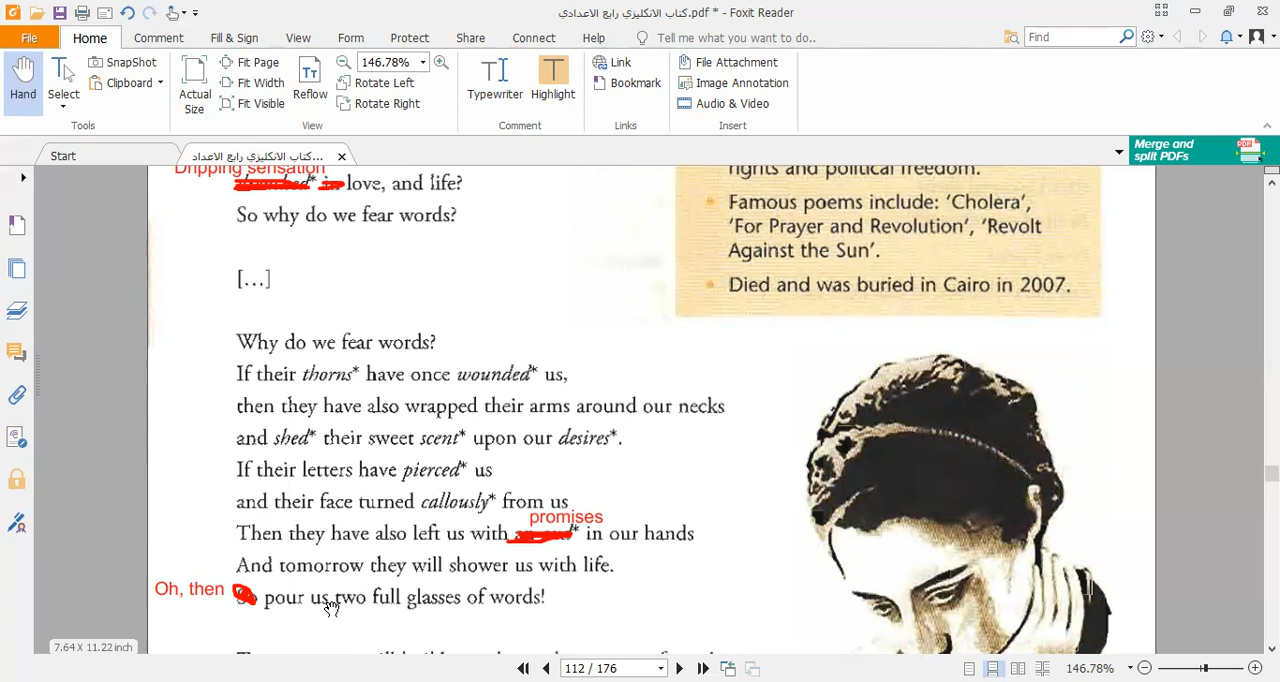 كتاب الانكليزي رابع الاعدادي.pdf * - Foxit Reader
File Home Comment Fill & Sign View Form Protect Share Connect Help Tell me what you want to do.. Find
Hand
Select
SnapShot
Clipboard
Tools
Actual Size
Fit Page
Fit Width
Fit Visible
Reflow
146.78%
Rotate Left
Rotate Right
View
Typewriter
Highlight
Comment
Link
Bookmark
Links
File Attachment
Image Annotation
Audio & Video
Insert
Start
كتاب الانكليزي رابع الاعداد...
Merge and
split PDFs
Dripping sensation
* love, and life?
So why do we fear words?
[…]
Why do we fear words?
If their thorns* have once wounded* us,
then they have also wrapped their arms around our necks
and shed* their sweet scent* upon our desires*.
If their letters have pierced* us
and their face turned callously* from us
promises
Then they have also left us with * in our hands
And tomorrow they will shower us with life.
Oh, then
pour us two full glasses of words!
rights and political freedom.
Famous poems include: ‘Cholera’,
‘For Prayer and Revolution’, ‘Revolt
Against the Sun’.
Died and was buried in Cairo in 2007.
7.64 x 11.22 inch
112 / 176
146.78%